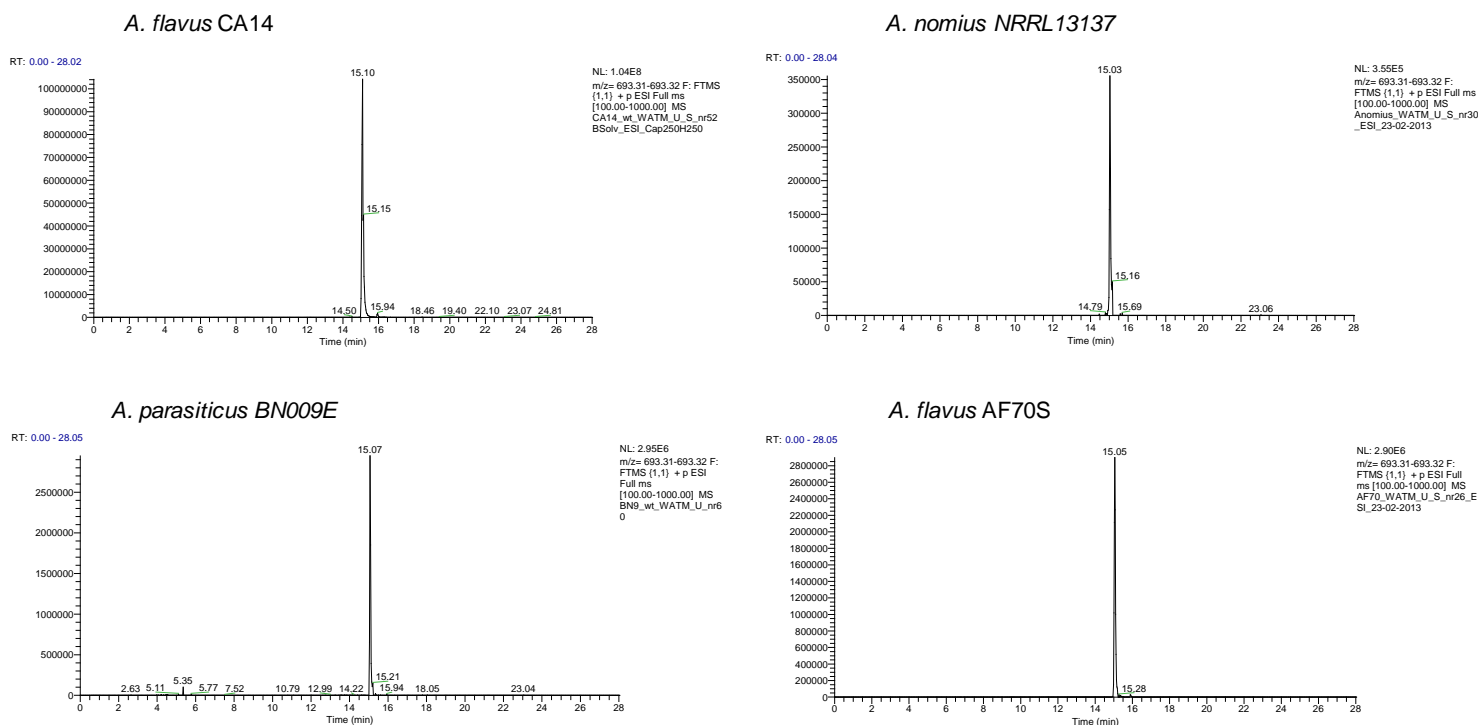 A. flavus CA14
RT: 0.00 - 28.02
NL: 1.04E8
m/z= 693.31-693.32 F: FTMS
{1,1} + p ESI Full ms
[100.00-1000.00] MS
CA14_wt_WATM_U_S_nr52
BSolv_ESI_Cap250H250
15.10
15.15
14.50 15.94 18.46 19.40 22.10 23.07 24.81
100000000
90000000
80000000
70000000
60000000
50000000
40000000
30000000
20000000
10000000
0
0 2 4 6 8 10 12 14 16 18 20 22 24 26 28
Time (min)
A. nomius NRRL13137
RT: 0.00 - 28.04
NL: 3.55E5
m/z= 693.31-693.32 F:
FTMS {1,1} + p ESI Full ms
[100.00-1000.00] MS
Anomius_WATM_U_S_nr30
_ESI_23-02-2013
15.03
15.16
14.79 15.69 23.06
350000
300000
250000
200000
150000
100000
50000
0
0 2 4 6 8 10 12 14 16 18 20 22 24 26 28
Time (min)
A. parasiticus BN009E
RT: 0.00 - 28.05
NL: 2.95E6
m/z= 693.31-693.32 F:
FTMS {1,1} + p ESI
Full ms
[100.00-1000.00] MS
BN9_wt_WATM_U_nr6
0
15.07
15.21
2.63 5.11 5.35 5.77 7.52 10.79 12.99 14.22 15.94 18.05 23.04
2500000
2000000
1500000
1000000
500000
0
0 2 4 6 8 10 12 14 16 18 20 22 24 26 28
Time (min)
A. flavus AF70S
RT: 0.00 - 28.05
NL: 2.90E6
m/z= 693.31-693.32 F:
FTMS {1,1} + p ESI Full
ms [100.00-1000.00] MS
AF70_WATM_U_S_nr26_E
SI_23-02-2013
15.05
15.28
2800000
2600000
2400000
2200000
2000000
1800000
1600000
1400000
1200000
1000000
800000
600000
400000
200000
0
0 2 4 6 8 10 12 14 16 18 20 22 24 26 28
Time (min)